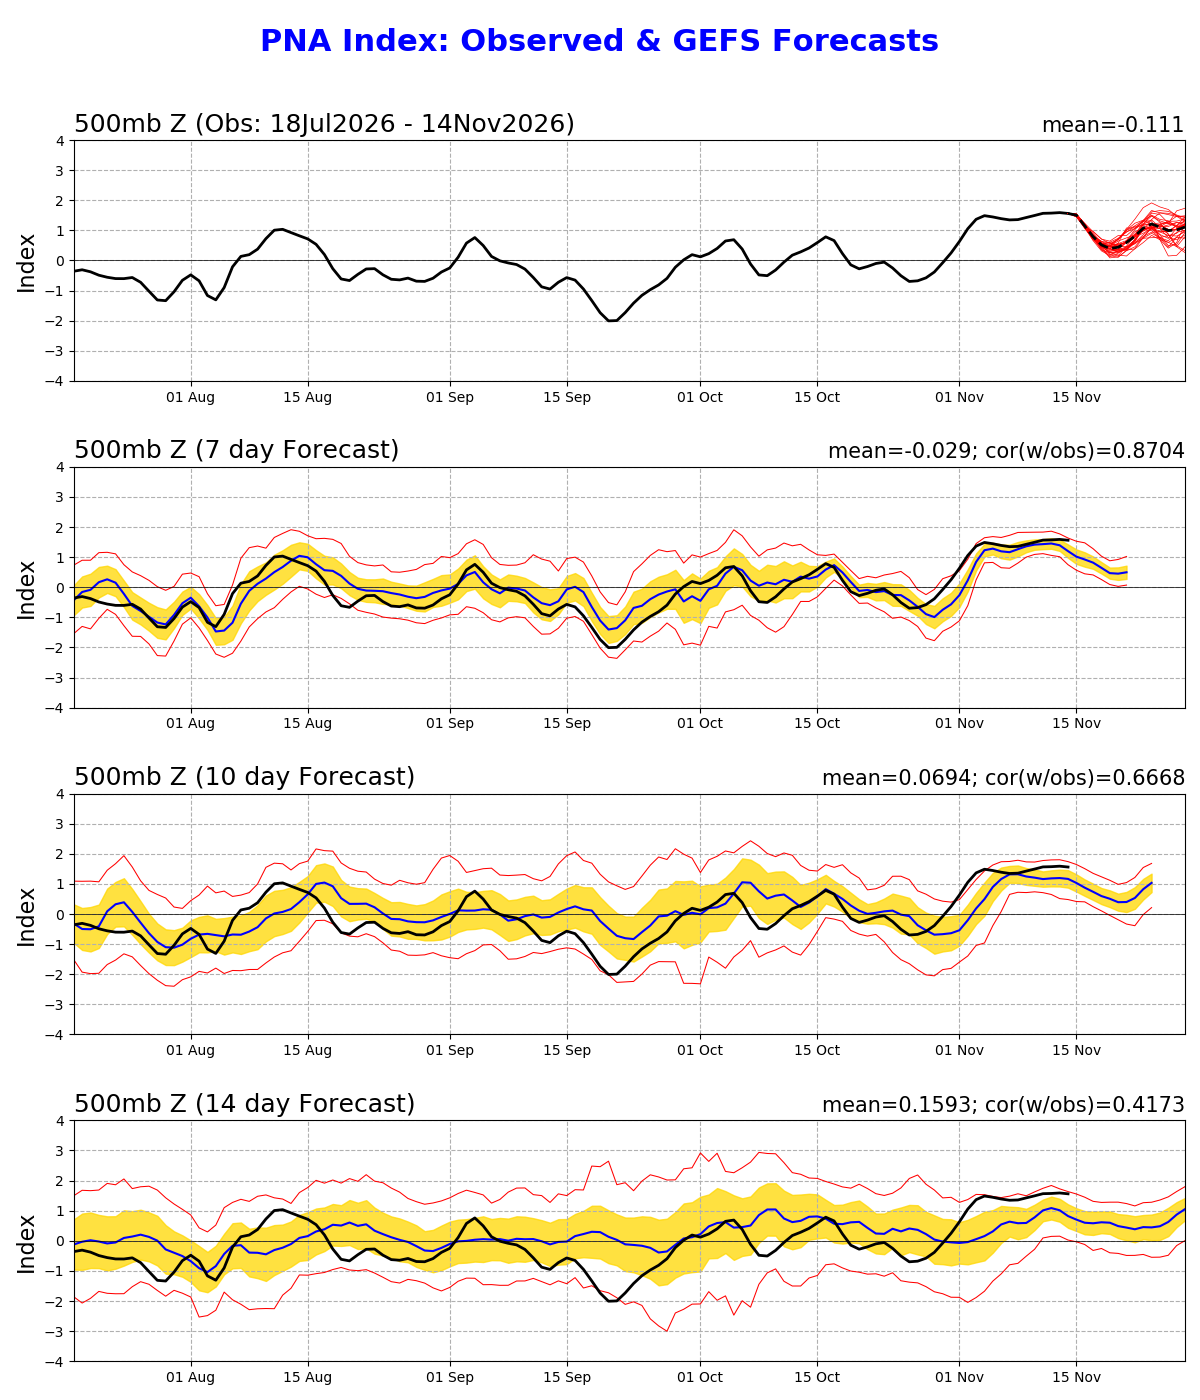 PNA Index: Observed & GEFS Forecasts
500mb Z (Obs: 18Jul2026 - 14Nov2026)
mean=-0.111
4
3
2
1
0
−1
−2
−3
−4
Index
01 Aug
15 Aug
01 Sep
15 Sep
01 Oct
15 Oct
01 Nov
15 Nov
500mb Z (7 day Forecast)
mean=-0.029; cor(w/obs)=0.8704
4
3
2
1
0
−1
−2
−3
−4
Index
01 Aug
15 Aug
01 Sep
15 Sep
01 Oct
15 Oct
01 Nov
15 Nov
500mb Z (10 day Forecast)
mean=0.0694; cor(w/obs)=0.6668
4
3
2
1
0
−1
−2
−3
−4
Index
01 Aug
15 Aug
01 Sep
15 Sep
01 Oct
15 Oct
01 Nov
15 Nov
500mb Z (14 day Forecast)
mean=0.1593; cor(w/obs)=0.4173
4
3
2
1
0
−1
−2
−3
−4
Index
01 Aug
15 Aug
01 Sep
15 Sep
01 Oct
15 Oct
01 Nov
15 Nov